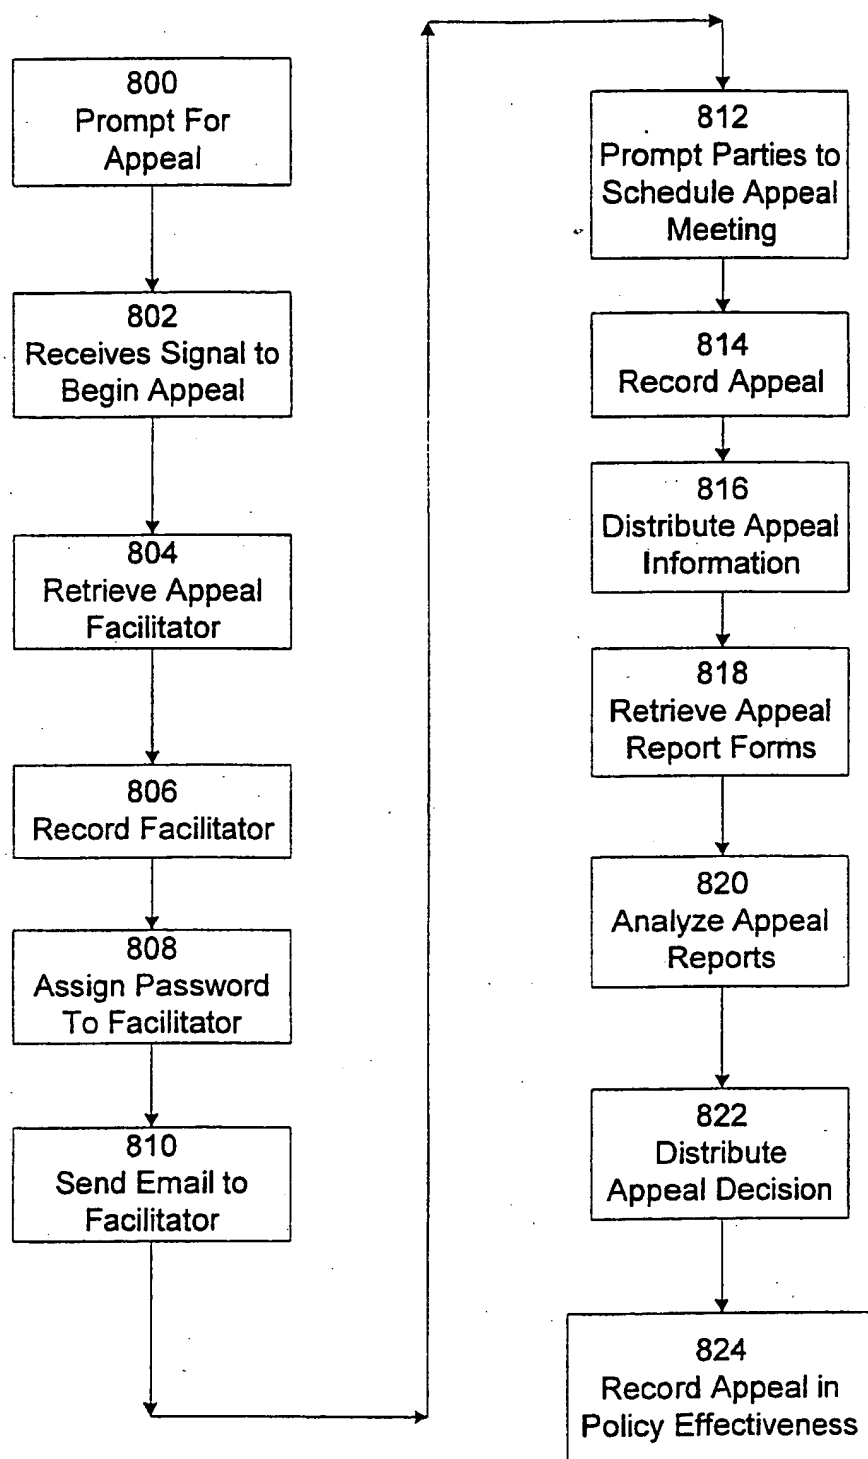 800
Prompt For
Appeal
802
Receives Signal to
Begin Appeal
804
Retrieve Appeal
Facilitator
806
Record Facilitator
808
Assign Password
To Facilitator
810
Send Email to
Facilitator
812
Prompt Parties to
Schedule Appeal
Meeting
814
Record Appeal
816
Distribute Appeal
Information
818
Retrieve Appeal
Report Forms
820
Analyze Appeal
Reports
822
Distribute
Appeal Decision
824
Record Appeal in
Policy Effectiveness